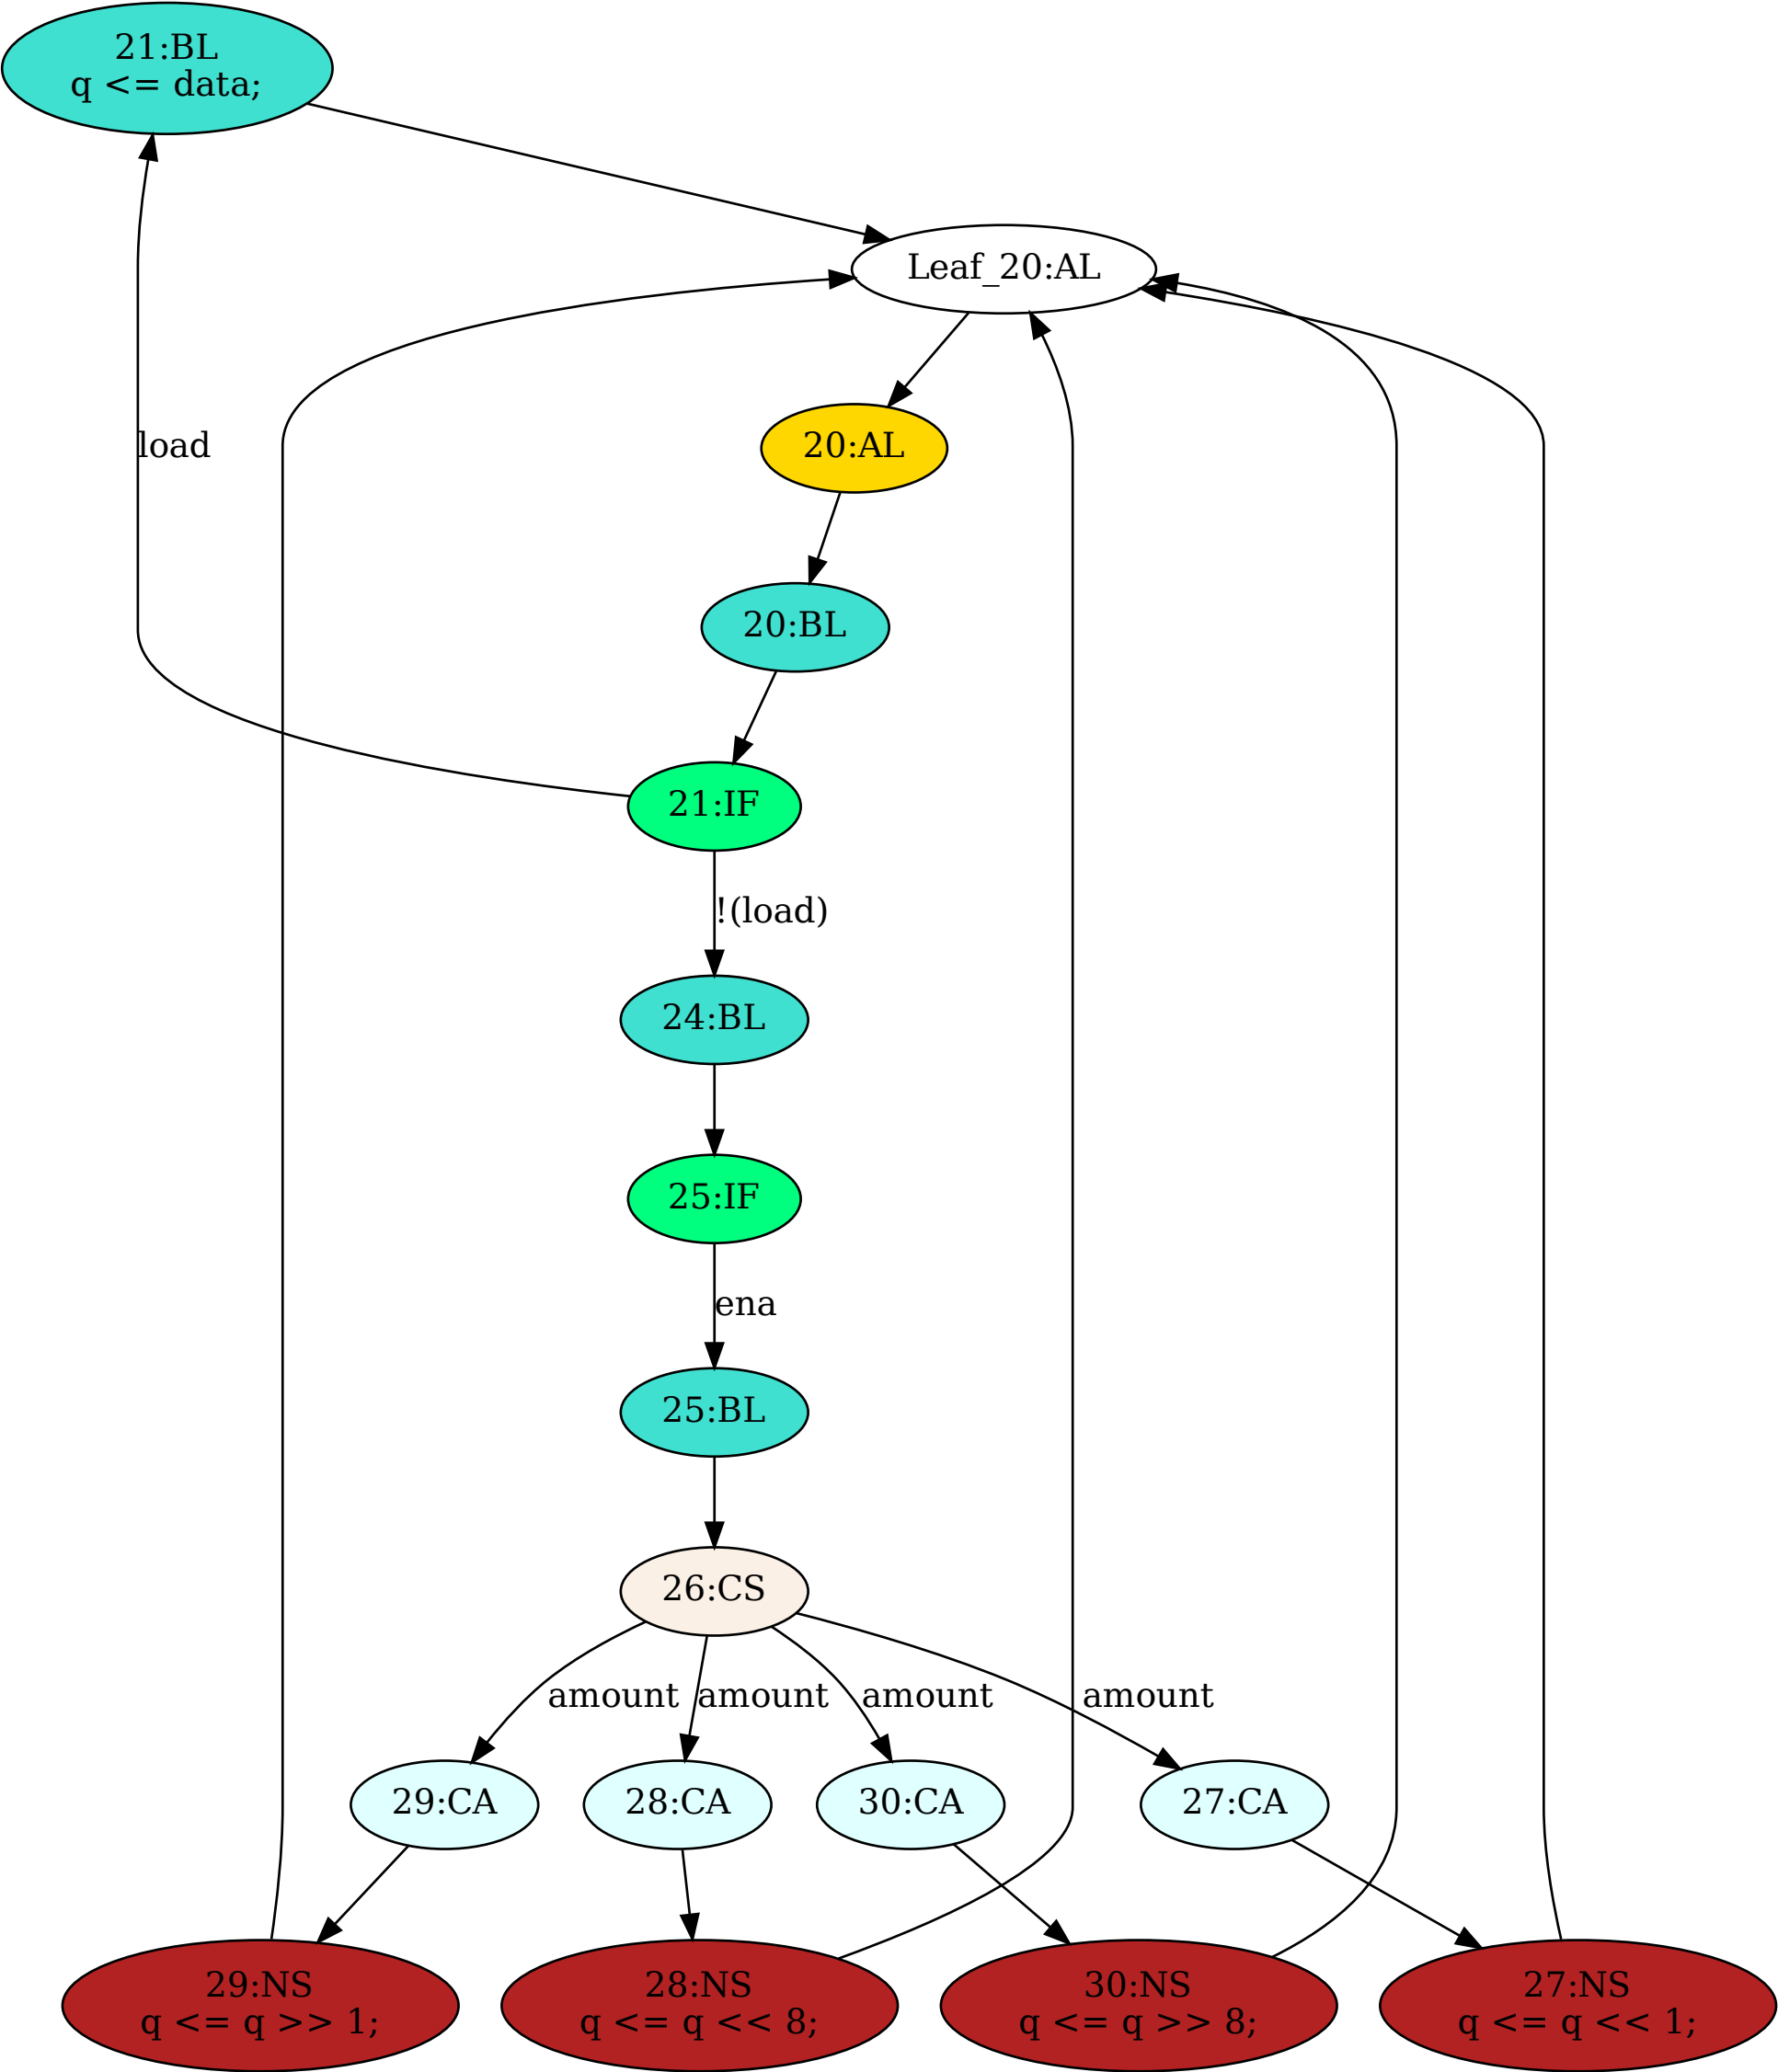 21:BL
q <= data;
Leaf_20:AL
load
20:AL
20:BL
21:IF
!(load)
24:BL
25:IF
ena
25:BL
26:CS
amount
amount
amount
amount
29:CA
28:CA
30:CA
27:CA
29:NS
q <= q >> 1;
28:NS
q <= q << 8;
30:NS
q <= q >> 8;
27:NS
q <= q << 1;